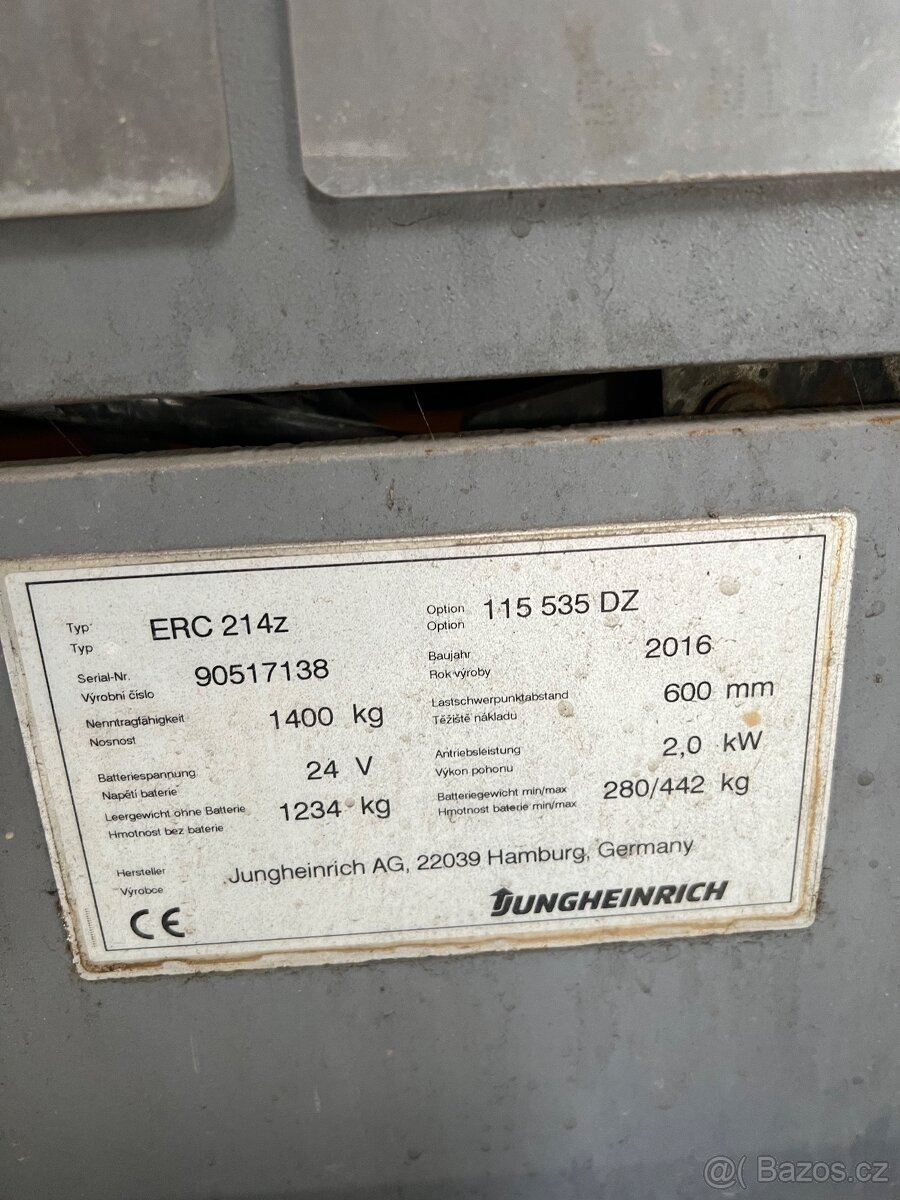 Typ ERC 214z Option 115 535 DZ
Typ Option
Serial-Nr. 90517138 Baujahr 2016
Výrobní číslo Rok výroby
Nenntragfähigkeit 1400 kg Lastschwerpunktabstand 600 mm
Nosnost Těžiště nákladu
Batteriespannung 24 V Antriebsleistung 2,0 kW
Napětí baterie Výkon pohonu
Leergewicht ohne Batterie 1234 kg Batteriegewicht min/max 280/442 kg
Hmotnost bez baterie Hmotnost baterie min/max
Hersteller Jungheinrich AG, 22039 Hamburg, Germany
Výrobce
CE JUNGHEINRICH
@( Bazos.cz